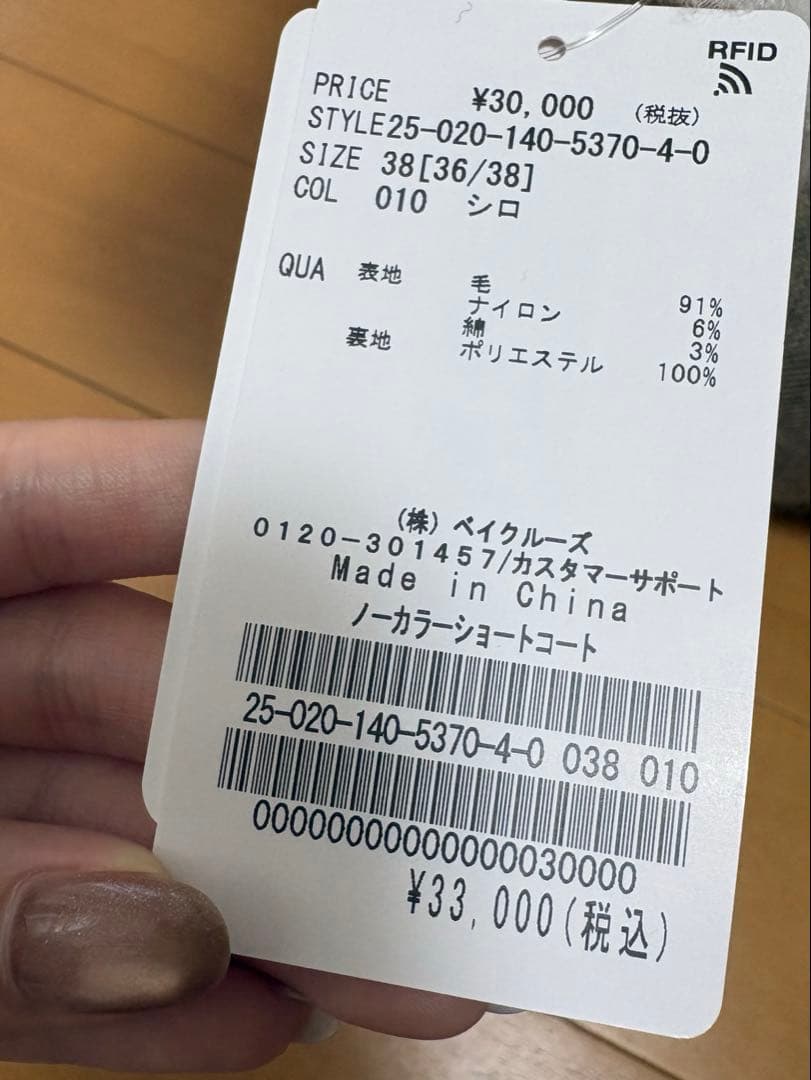 RFID
PRICE ¥30,000 (税抜)
STYLE25-020-140-5370-4-0
SIZE 38[36/38]
COL 010 シロ
QUA 表地 毛 91%
ナイロン 6%
綿 3%
裏地 ポリエステル 100%
(株) ベイクルーズ
0120-301457/カスタマーサポート
Made in China
ノーカラーショートコート
25-020-140-5370-4-0 038 010
00000000000000030000
¥33,000(税込)